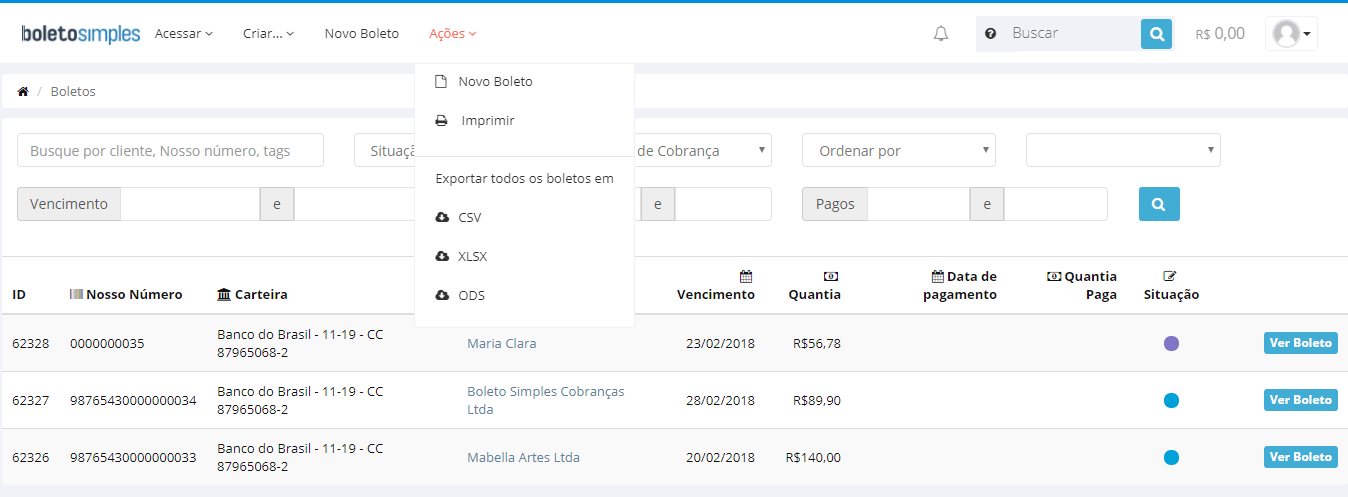 boletosimples Acessar Criar... Novo Boleto Ações Buscar R$ 0,00
Novo Boleto
/ Boletos
Imprimir
Busque por cliente, Nosso número, tags Situaçã de Cobrança Ordenar por
Exportar todos os boletos em
Vencimento e e Pagos e
CSV
XLSX
ODS
ID Nosso Número Carteira Vencimento Quantia Data de pagamento Quantia Paga Situação
62328 0000000035 Banco do Brasil - 11-19 - CC Maria Clara 23/02/2018 R$56,78 Ver Boleto
87965068-2
62327 98765430000000034 Banco do Brasil - 11-19 - CC Boleto Simples Cobranças 28/02/2018 R$89,90 Ver Boleto
87965068-2 Ltda
62326 98765430000000033 Banco do Brasil - 11-19 - CC Mabella Artes Ltda 20/02/2018 R$140,00 Ver Boleto
87965068-2